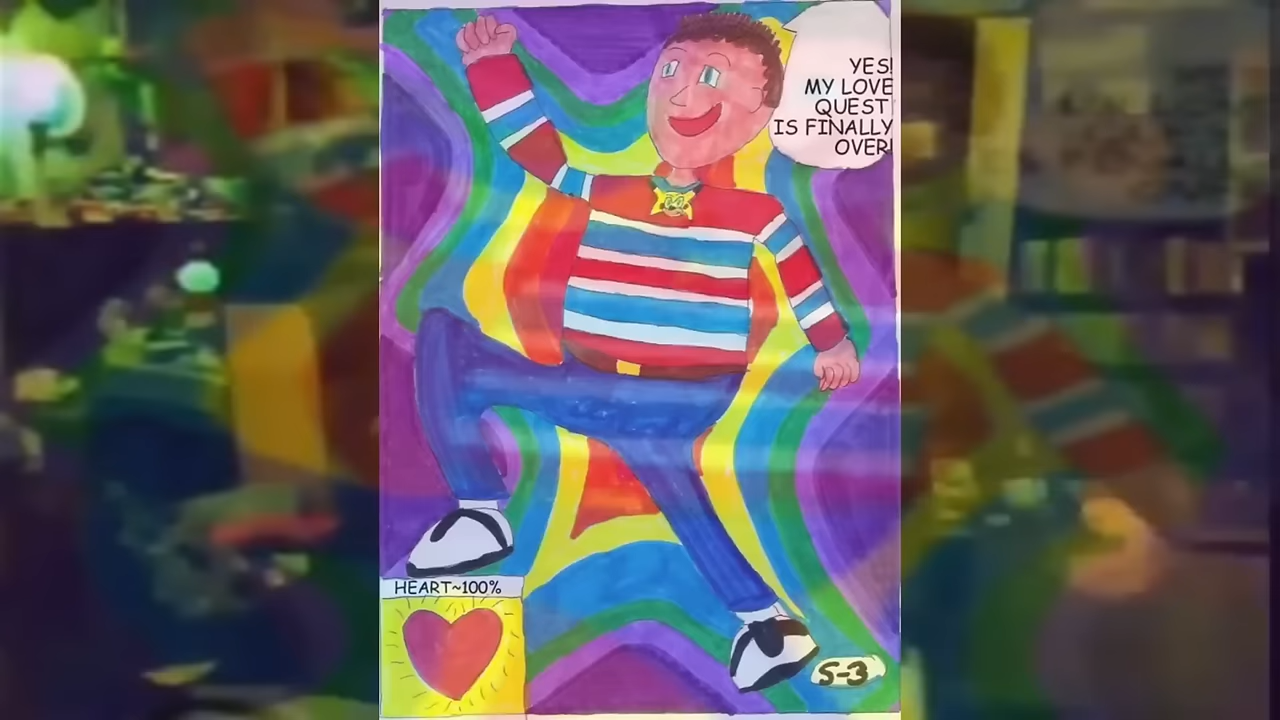 YES!
MY LOVE
QUEST
IS FINALLY
OVER!
HEART~100%
S-3